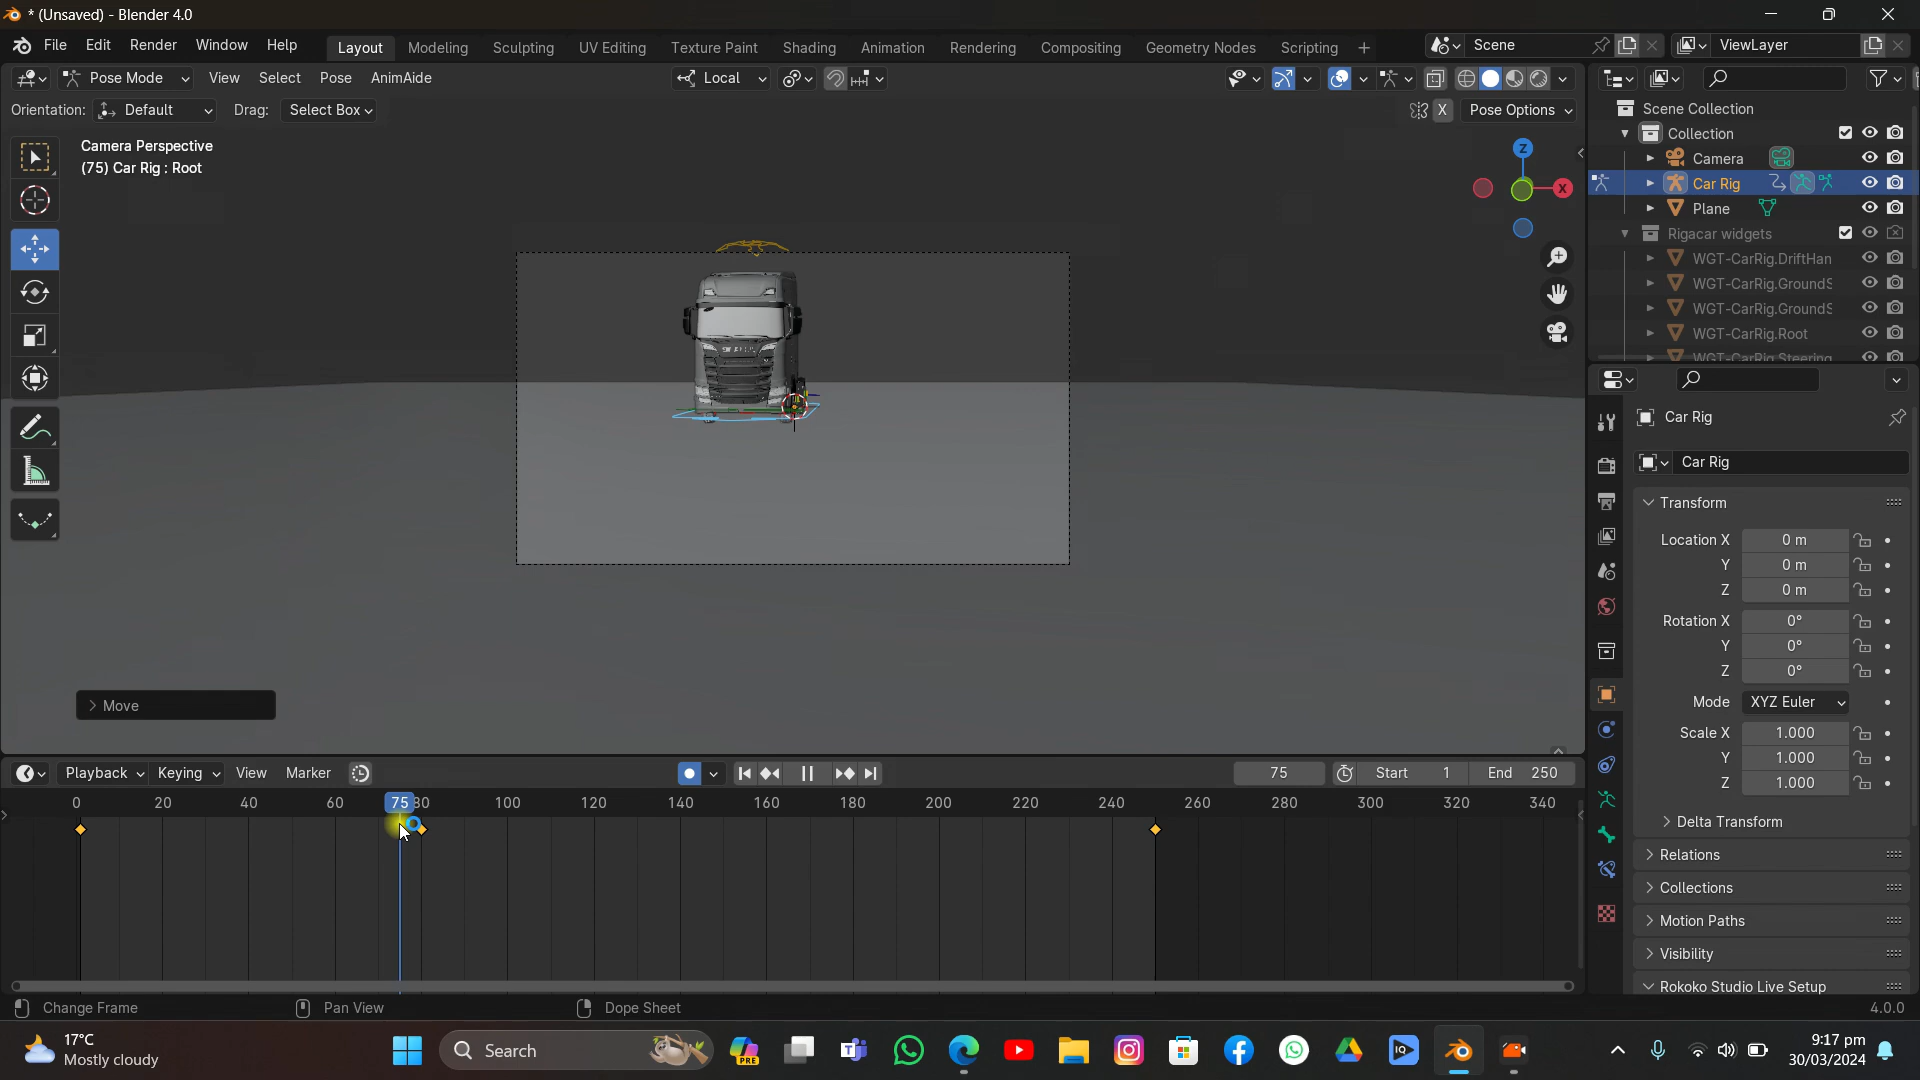 * (Unsaved) - Blender 4.0
File Edit Render Window Help Layout Modeling Sculpting UV Editing Texture Paint Shading Animation Rendering Compositing Geometry Nodes Scripting + Scene ViewLayer
Pose Mode View Select Pose AnimAide Local
Orientation: Default Drag: Select Box X Pose Options
Camera Perspective
(75) Car Rig : Root
Z
X
Scene Collection
Collection
Camera
Car Rig
Plane
Rigacar widgets
WGT-CarRig.DriftHan
WGT-CarRig.GroundS
WGT-CarRig.GroundS
WGT-CarRig.Root
WGT-CarRig.Steering
Car Rig
Car Rig
Transform
Location X 0 m
Y 0 m
Z 0 m
Rotation X 0°
Y 0°
Z 0°
Mode XYZ Euler
Scale X 1.000
Y 1.000
Z 1.000
Delta Transform
Relations
Collections
Motion Paths
Visibility
Rokoko Studio Live Setup
Move
Playback Keying View Marker 75 Start 1 End 250
0 20 40 60 75 80 100 120 140 160 180 200 220 240 260 280 300 320 340
Change Frame Pan View Dope Sheet 4.0.0
17°C
Mostly cloudy
Search
PRE
IQ
9:17 pm
30/03/2024